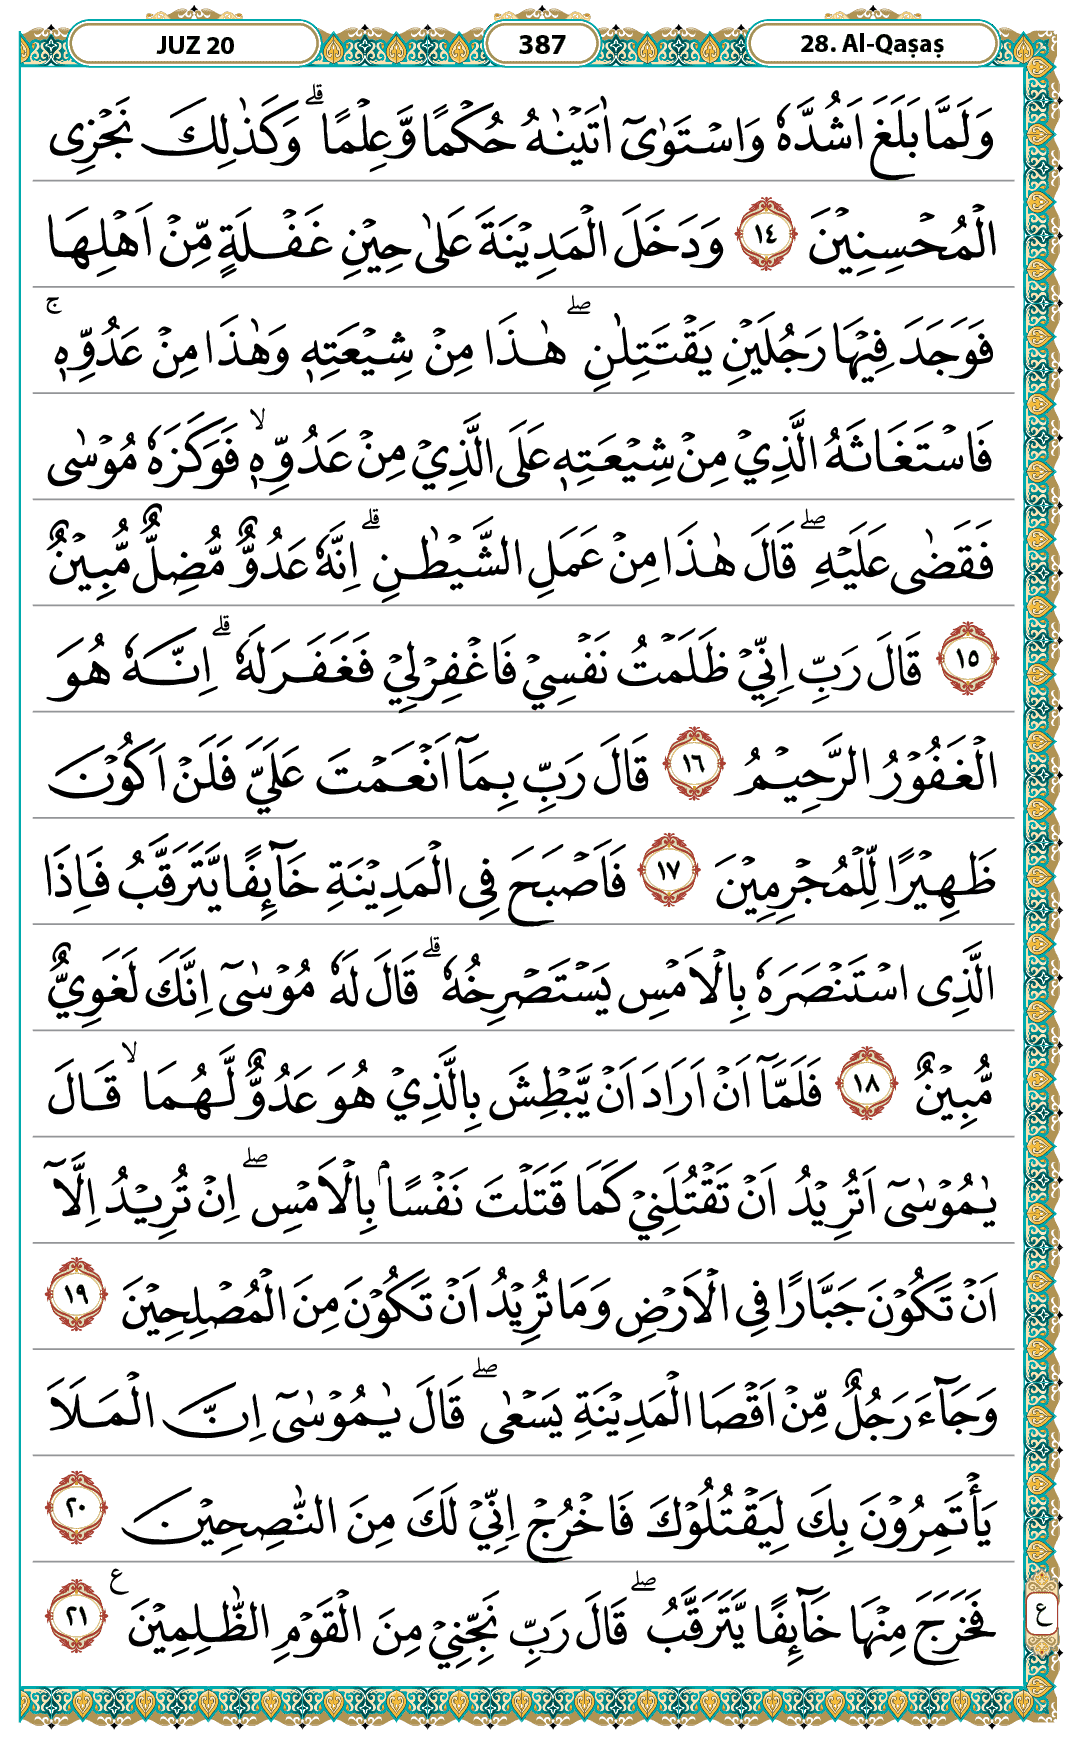 JUZ 20
387
28. Al-Qaṣaṣ
وَلَمَّا بَلَغَ اَشُدَّهٗ وَاسْتَوٰىٓ اٰتَيْنٰهُ حُكْمًا وَّعِلْمًا ۗ وَكَذٰلِكَ نَجْزِى
الْمُحْسِنِيْنَ ١٤ وَدَخَلَ الْمَدِيْنَةَ عَلٰى حِيْنِ غَفْلَةٍ مِّنْ اَهْلِهَا
فَوَجَدَ فِيْهَا رَجُلَيْنِ يَقْتَتِلٰنِ ۖ هٰذَا مِنْ شِيْعَتِهٖ وَهٰذَا مِنْ عَدُوِّهٖ ۚ
فَاسْتَغَاثَهُ الَّذِيْ مِنْ شِيْعَتِهٖ عَلَى الَّذِيْ مِنْ عَدُوِّهٖ ۙ فَوَكَزَهٗ مُوْسٰى
فَقَضٰى عَلَيْهِ ۖ قَالَ هٰذَا مِنْ عَمَلِ الشَّيْطٰنِ ۗ اِنَّهٗ عَدُوٌّ مُّضِلٌّ مُّبِيْنٌ
١٥ قَالَ رَبِّ اِنِّيْ ظَلَمْتُ نَفْسِيْ فَاغْفِرْ لِيْ فَغَفَرَ لَهٗ ۗ اِنَّهٗ هُوَ
الْغَفُوْرُ الرَّحِيْمُ ١٦ قَالَ رَبِّ بِمَآ اَنْعَمْتَ عَلَيَّ فَلَنْ اَكُوْنَ
ظَهِيْرًا لِّلْمُجْرِمِيْنَ ١٧ فَاَصْبَحَ فِى الْمَدِيْنَةِ خَآئِفًا يَّتَرَقَّبُ فَاِذَا
الَّذِى اسْتَنْصَرَهٗ بِالْاَمْسِ يَسْتَصْرِخُهٗ ۗ قَالَ لَهٗ مُوْسٰىٓ اِنَّكَ لَغَوِيٌّ
مُّبِيْنٌ ١٨ فَلَمَّآ اَنْ اَرَادَ اَنْ يَّبْطِشَ بِالَّذِيْ هُوَ عَدُوٌّ لَّهُمَا ۙ قَالَ
يٰمُوْسٰىٓ اَتُرِيْدُ اَنْ تَقْتُلَنِيْ كَمَا قَتَلْتَ نَفْسًا ۢ بِالْاَمْسِ ۖ اِنْ تُرِيْدُ اِلَّآ
اَنْ تَكُوْنَ جَبَّارًا فِى الْاَرْضِ وَمَا تُرِيْدُ اَنْ تَكُوْنَ مِنَ الْمُصْلِحِيْنَ ١٩
وَجَآءَ رَجُلٌ مِّنْ اَقْصَا الْمَدِيْنَةِ يَسْعٰى ۖ قَالَ يٰمُوْسٰىٓ اِنَّ الْمَلَاَ
يَأْتَمِرُوْنَ بِكَ لِيَقْتُلُوْكَ فَاخْرُجْ اِنِّيْ لَكَ مِنَ النّٰصِحِيْنَ ٢٠
فَخَرَجَ مِنْهَا خَآئِفًا يَّتَرَقَّبُ ۖ قَالَ رَبِّ نَجِّنِيْ مِنَ الْقَوْمِ الظّٰلِمِيْنَ ع ٢١
ع